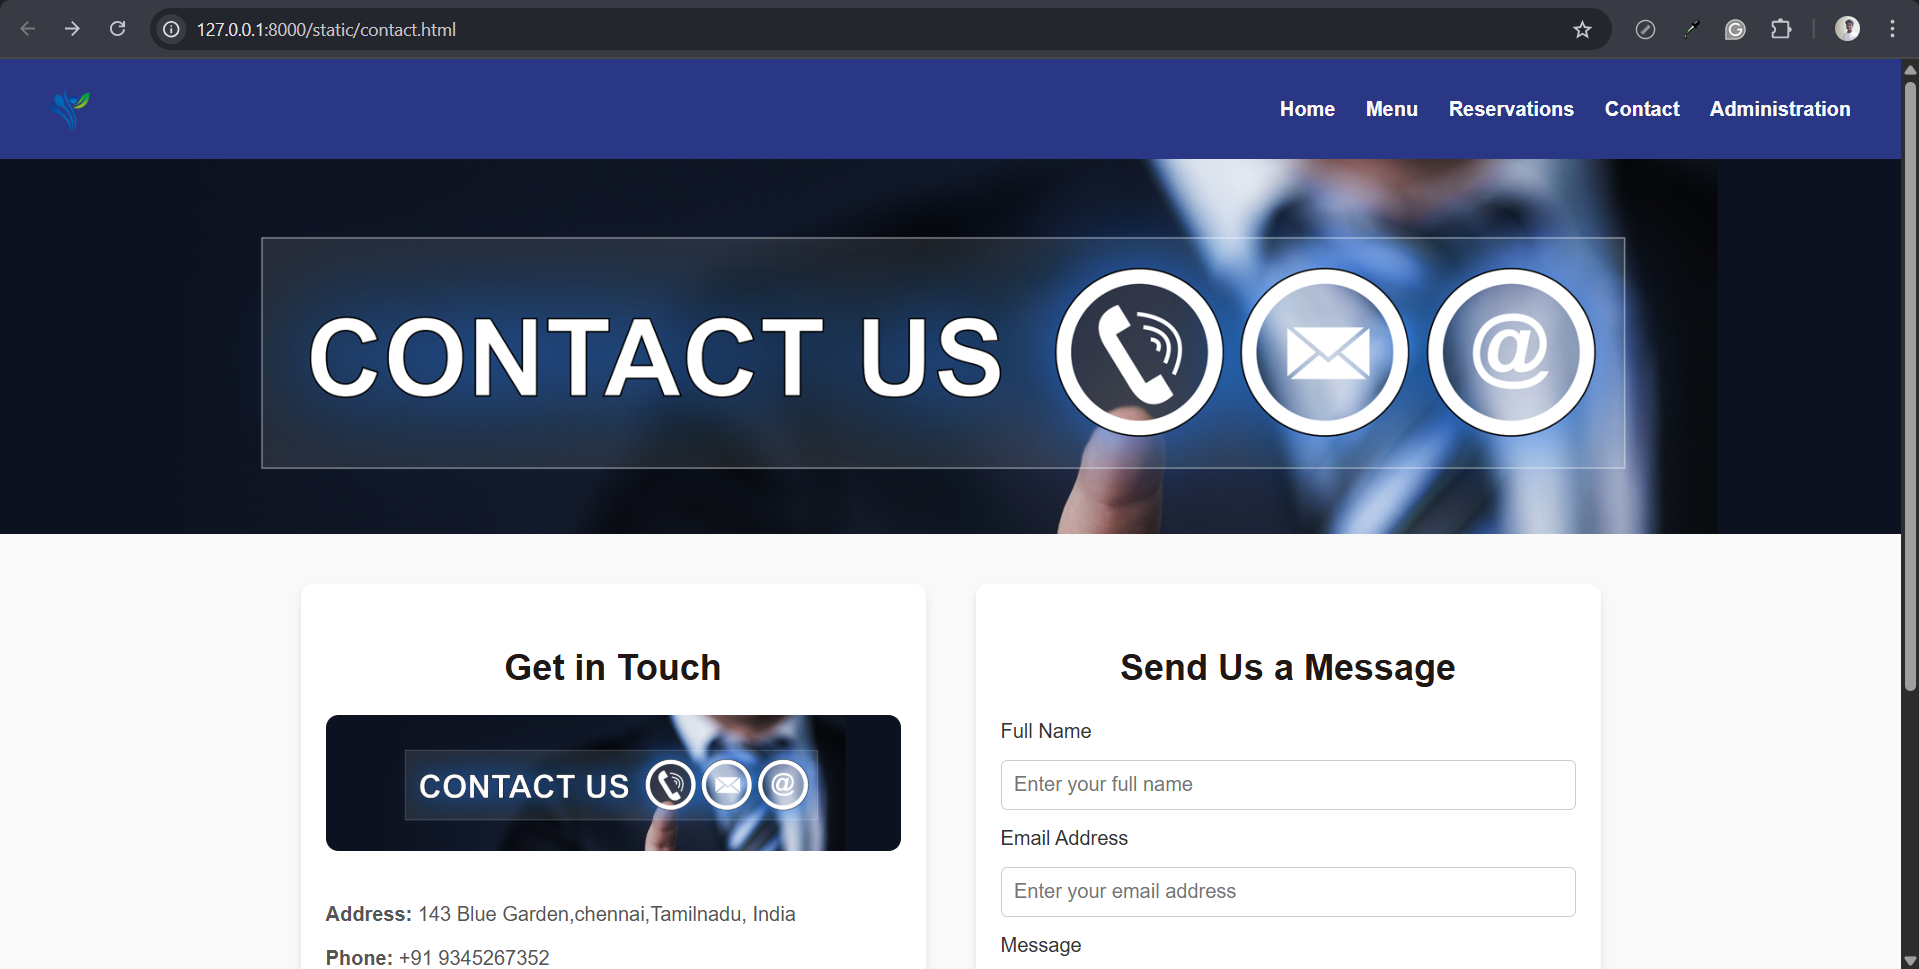 127.0.0.1:8000/static/contact.html
Home Menu Reservations Contact Administration
CONTACT US @
Get in Touch
CONTACT US @
Address: 143 Blue Garden,chennai,Tamilnadu, India
Phone: +91 9345267352
Send Us a Message
Full Name
Enter your full name
Email Address
Enter your email address
Message